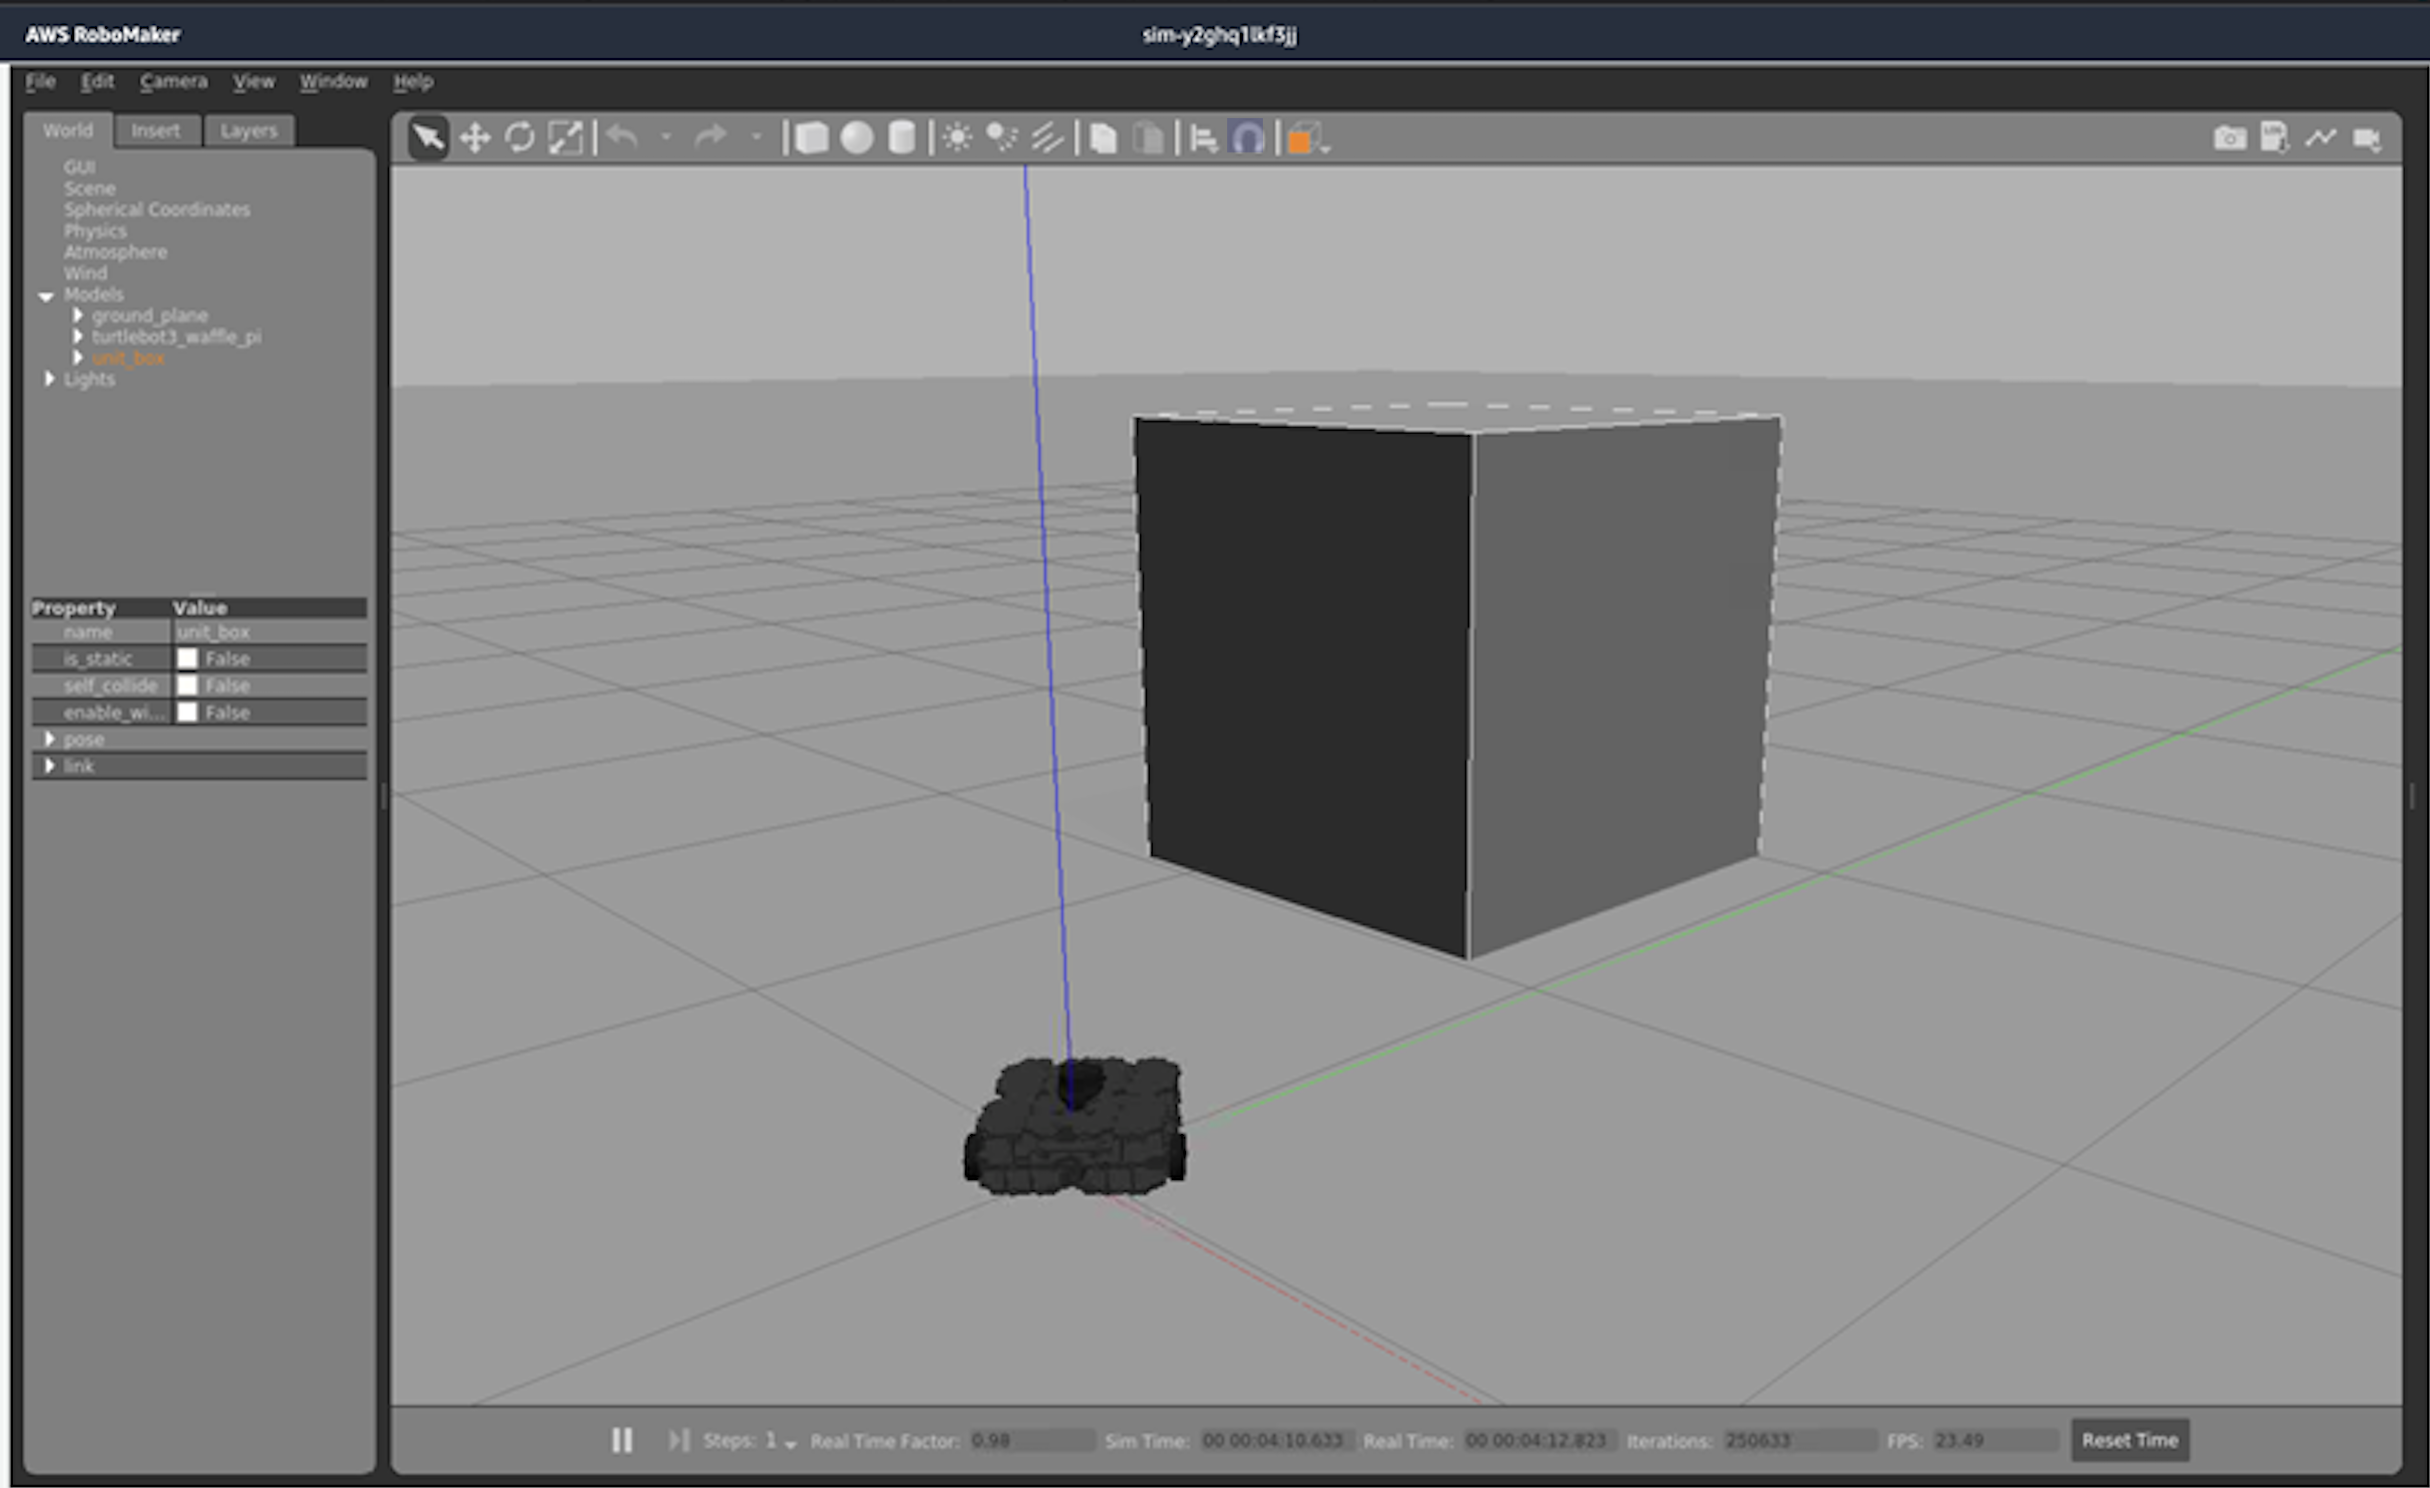 AWS RoboMaker
sim-y2ghq1lkf3jj
File Edit Camera View Window Help
World Insert Layers
GUI
Scene
Spherical Coordinates
Physics
Atmosphere
Wind
Models
ground_plane
turtlebot3_waffle_pi
unit_box
Lights
Property Value
name unit_box
is_static False
self_collide False
enable_wi... False
pose
link
Steps: 1 Real Time Factor: 0.98 Sim Time: 00 00:04:10.633 Real Time: 00 00:04:12.823 Iterations: 250633 FPS: 23.49 Reset Time